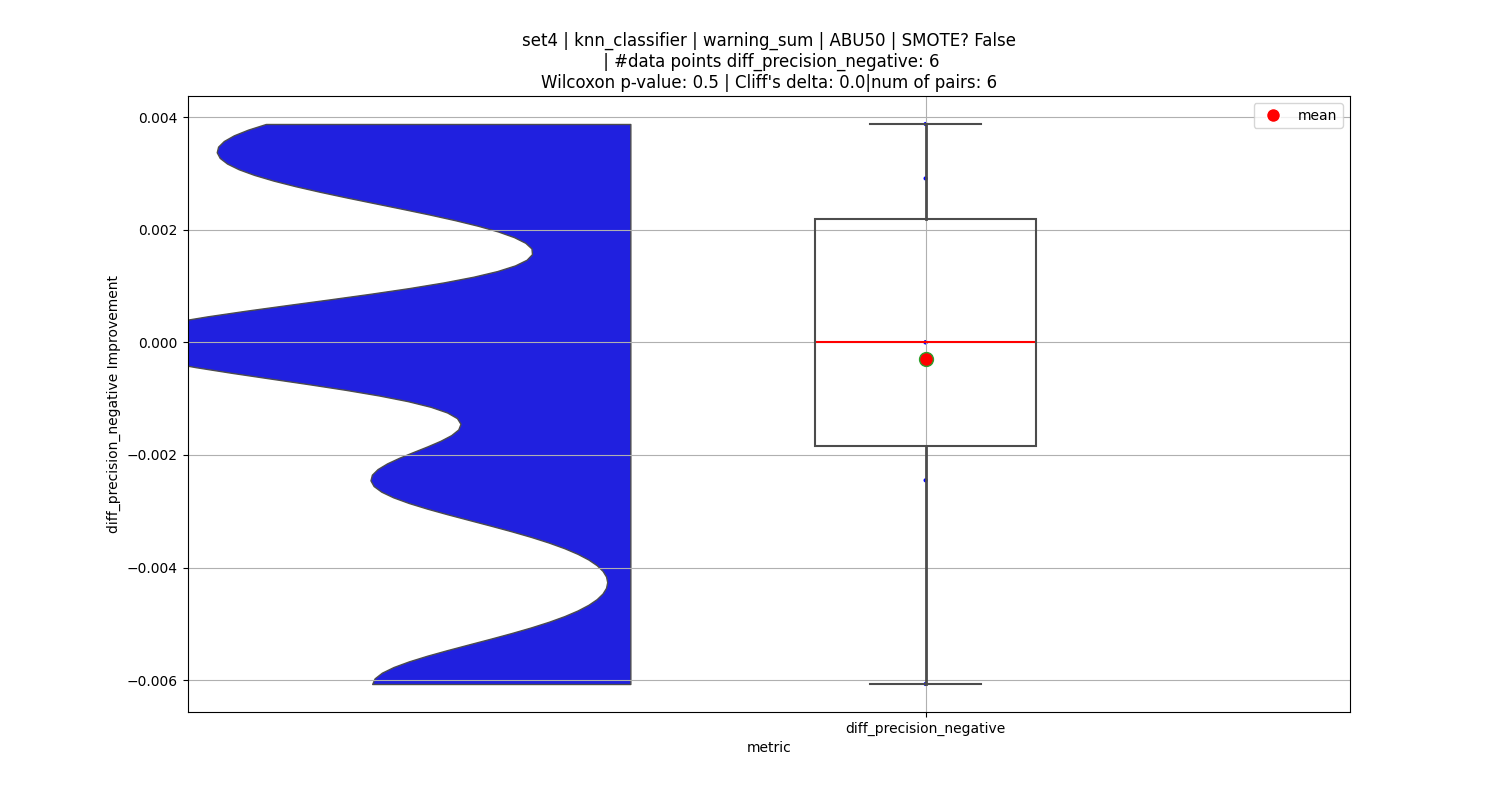 set4 | knn_classifier | warning_sum | ABU50 | SMOTE? False
| #data points diff_precision_negative: 6
Wilcoxon p-value: 0.5 | Cliff's delta: 0.0|num of pairs: 6
mean
0.004
0.002
0.000
−0.002
−0.004
−0.006
diff_precision_negative Improvement
diff_precision_negative
metric